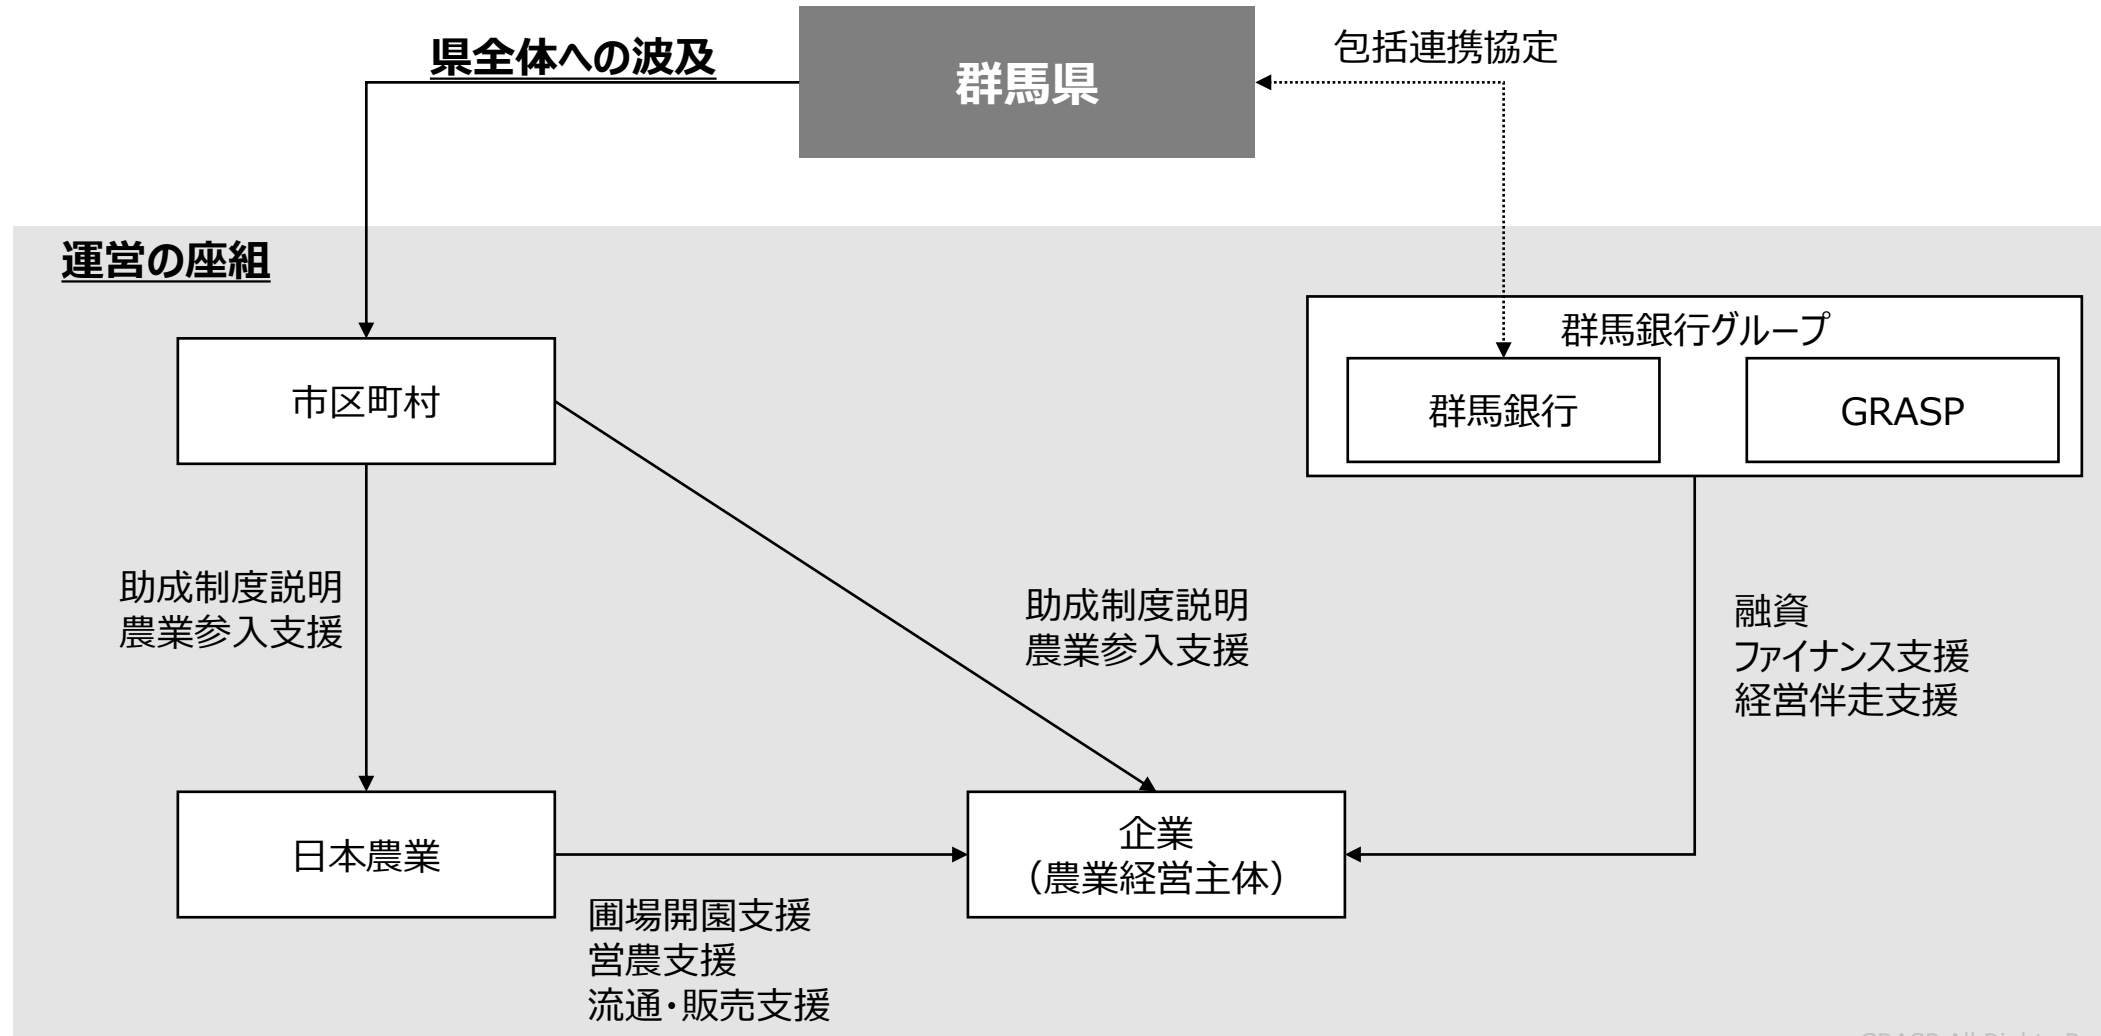 県全体への波及
群馬県
包括連携協定
運営の座組
群馬銀行グループ
市区町村
群馬銀行
GRASP
助成制度説明
農業参入支援
助成制度説明
農業参入支援
融資
ファイナンス支援
経営伴走支援
日本農業
企業
（農業経営主体）
圃場開園支援
営農支援
流通・販売支援
GRASP All Rights Re